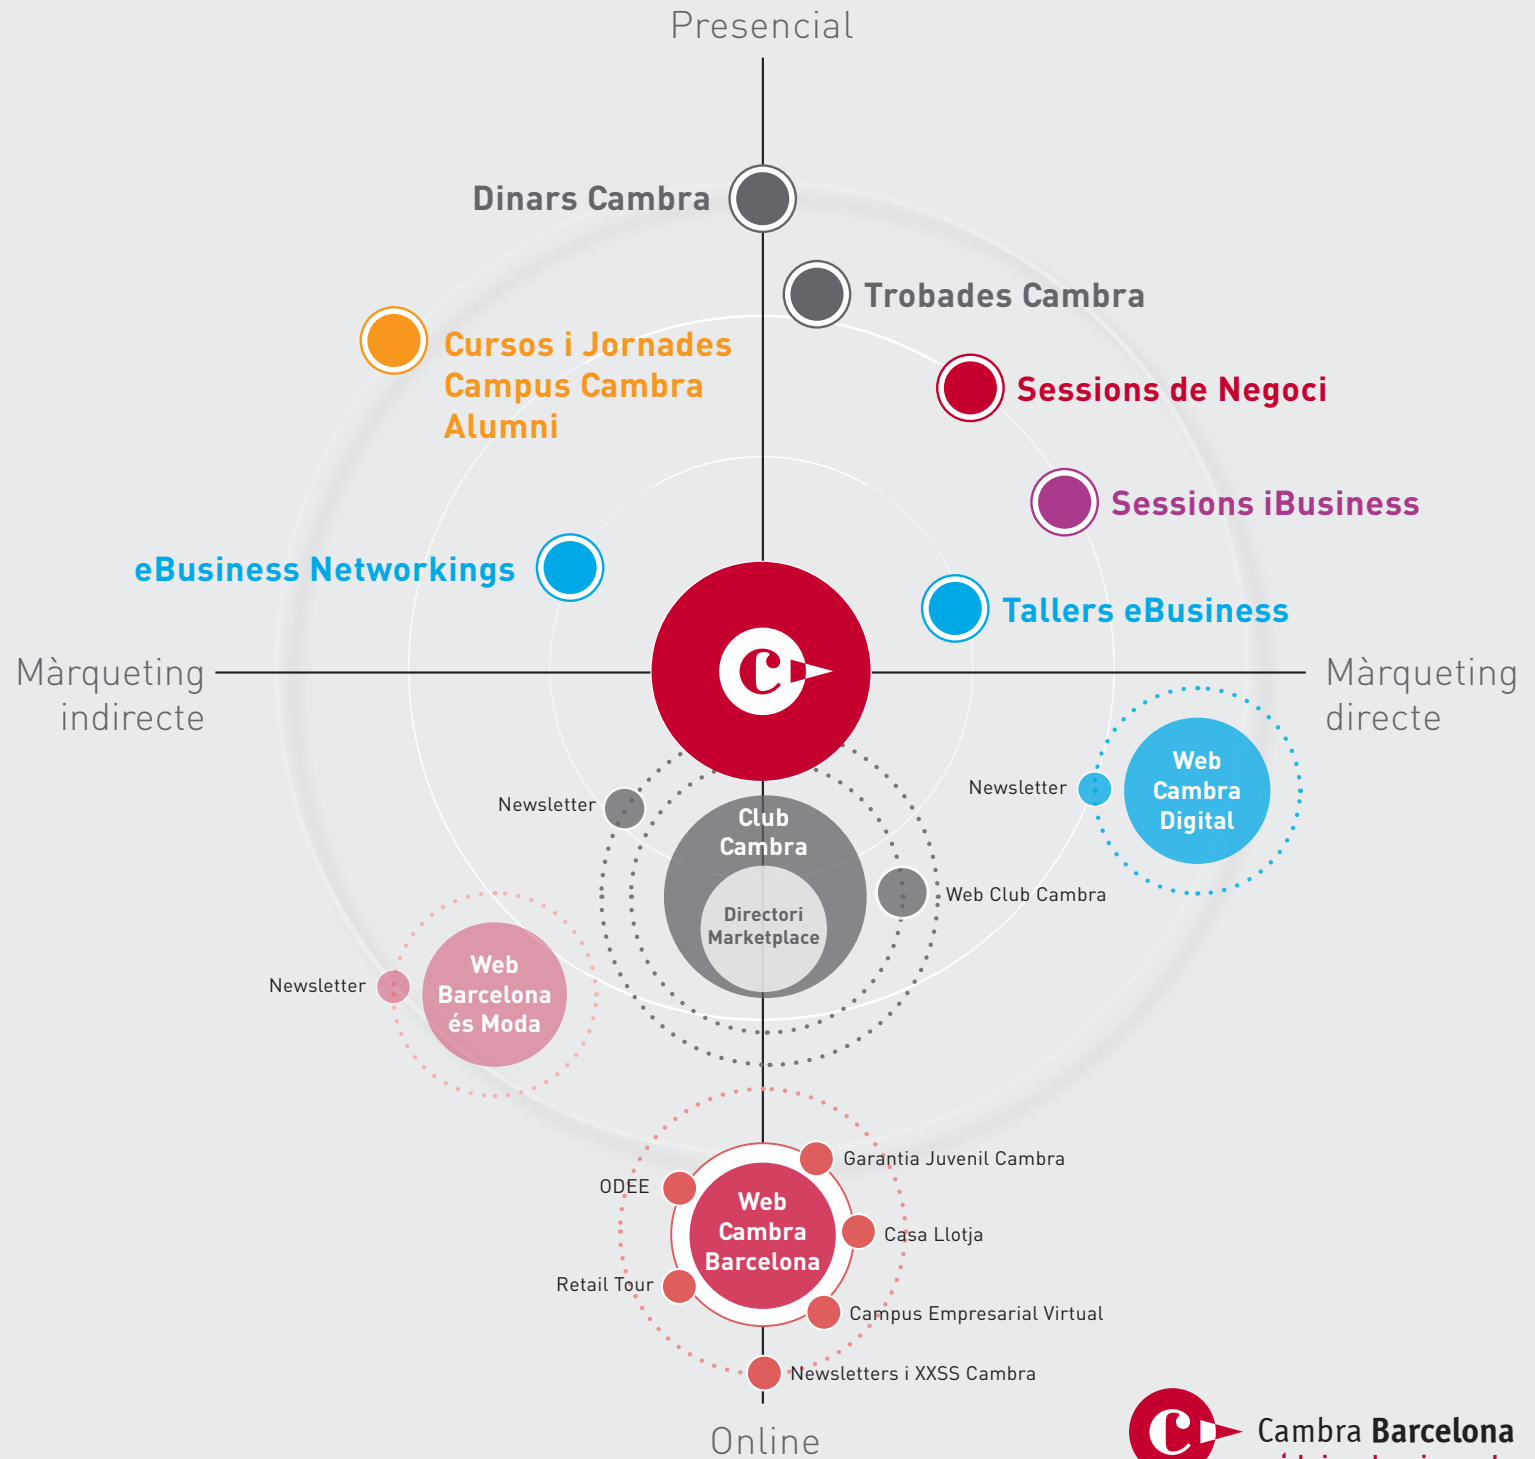 Presencial
Dinars Cambra
Trobades Cambra
Cursos i Jornades
Campus Cambra
Alumni
Sessions de Negoci
Sessions iBusiness
eBusiness Networkings
Tallers eBusiness
Màrqueting
indirecte
Màrqueting
directe
Web
Cambra
Digital
Newsletter
Newsletter
Club
Cambra
Web Club Cambra
Directori
Marketplace
Web
Barcelona
és Moda
Newsletter
Garantia Juvenil Cambra
ODEE
Web
Cambra
Barcelona
Casa Llotja
Retail Tour
Campus Empresarial Virtual
Newsletters i XXSS Cambra
Online
Cambra Barcelona